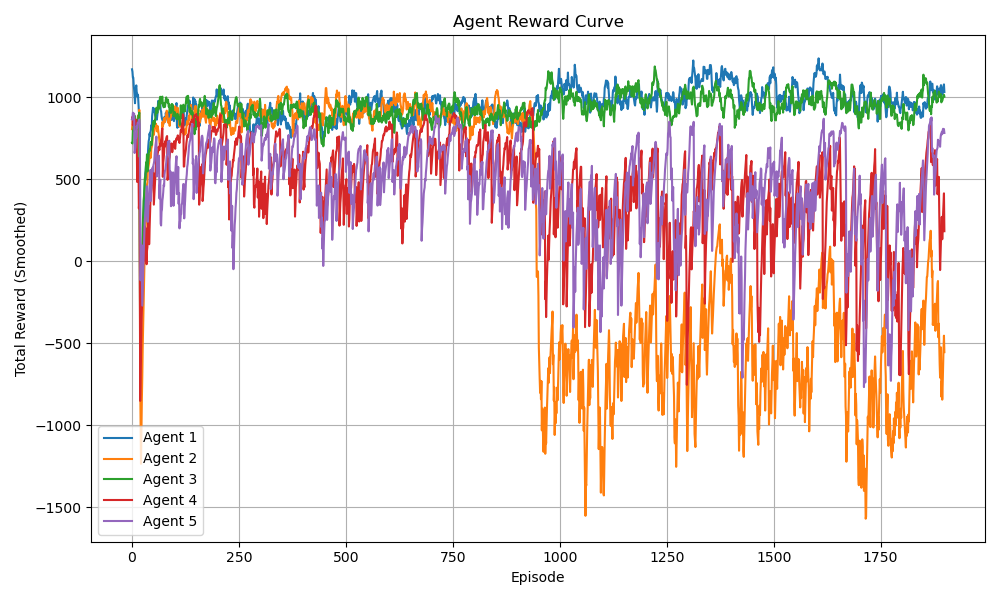 Agent Reward Curve
Total Reward (Smoothed)
1000
500
0
−500
−1000
−1500
Agent 1
Agent 2
Agent 3
Agent 4
Agent 5
0 250 500 750 1000 1250 1500 1750
Episode